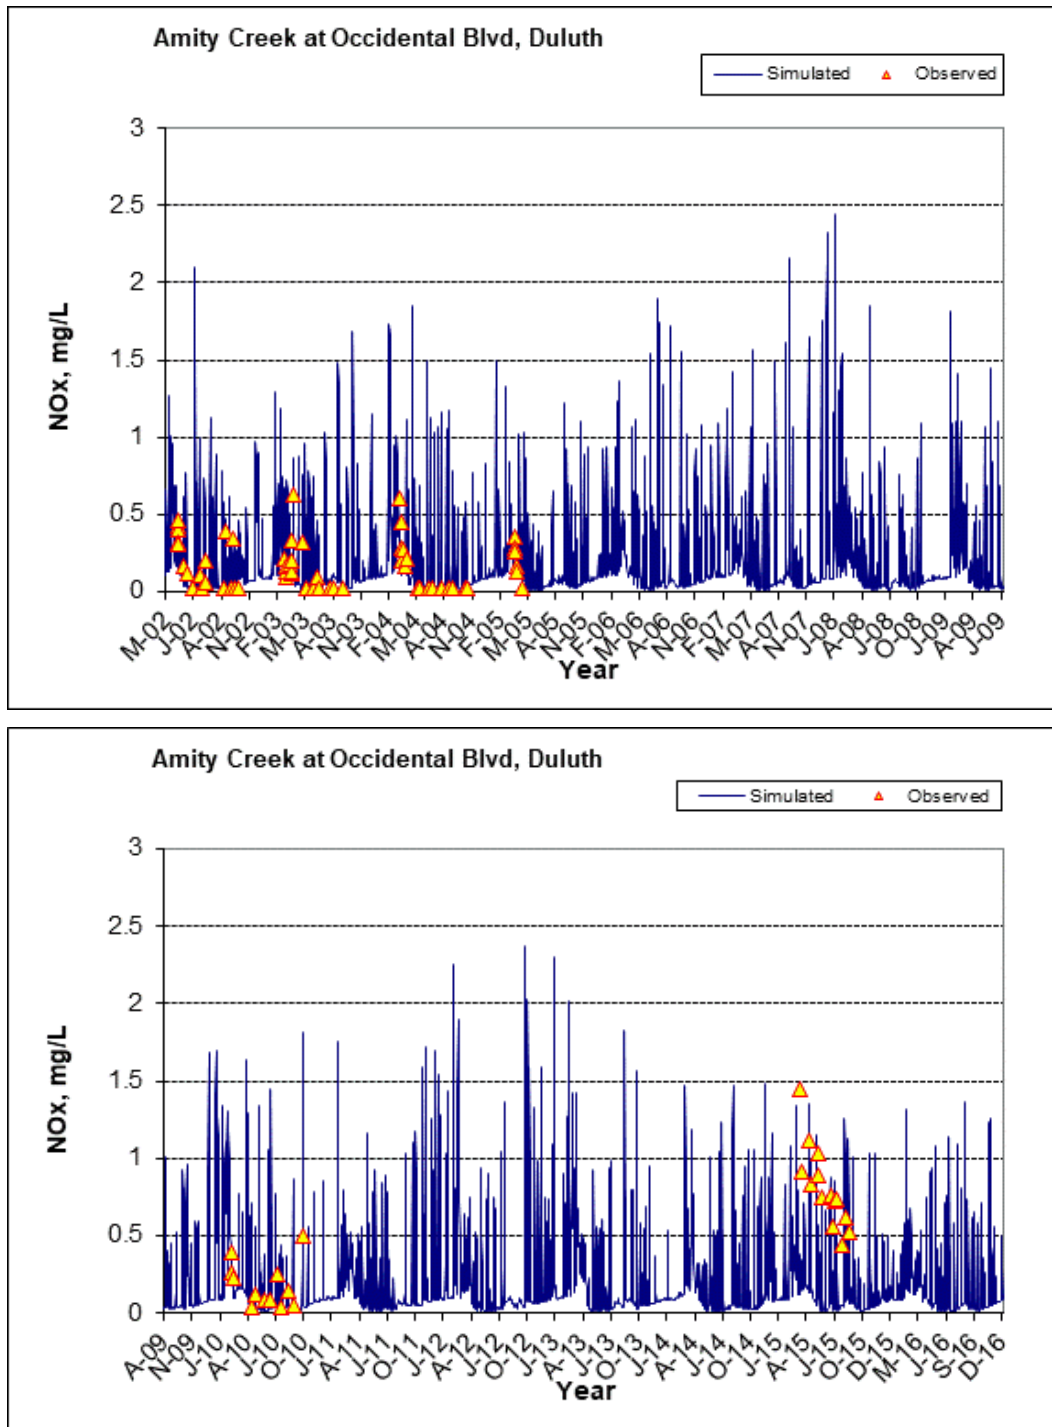 Amity Creek at Occidental Blvd, Duluth
Simulated Observed
3
2.5
2
1.5
1
0.5
0
NOx, mg/L
M-02 J-02 A-02 N-02 F-03 M-03 A-03 N-03 F-04 M-04 A-04 N-04 F-05 M-05 A-05 N-05 F-06 M-06 A-06 N-06 F-07 M-07 A-07 N-07 J-08 A-08 J-08 O-08 J-09 A-09 J-09
Year
Amity Creek at Occidental Blvd, Duluth
Simulated Observed
3
2.5
2
1.5
1
0.5
0
NOx, mg/L
A-09 N-09 J-10 A-10 J-10 O-10 J-11 A-11 J-11 O-11 J-12 A-12 J-12 O-12 J-13 A-13 J-13 O-13 J-14 A-14 J-14 O-14 J-15 A-15 J-15 O-15 D-15 M-16 J-16 S-16 D-16
Year